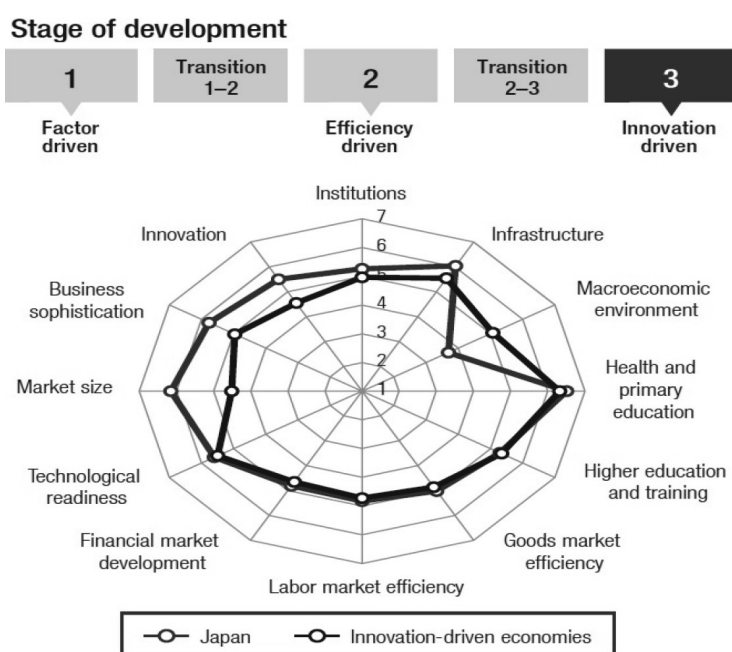 Stage of development
1
Transition
1–2
2
Transition
2–3
3
Factor
driven
Efficiency
driven
Innovation
driven
Institutions
Innovation
Infrastructure
Business
sophistication
Macroeconomic
environment
Market size
Health and
primary
education
Technological
readiness
Higher education
and training
Financial market
development
Goods market
efficiency
Labor market efficiency
7
6
5
4
3
2
1
Japan
Innovation-driven economies